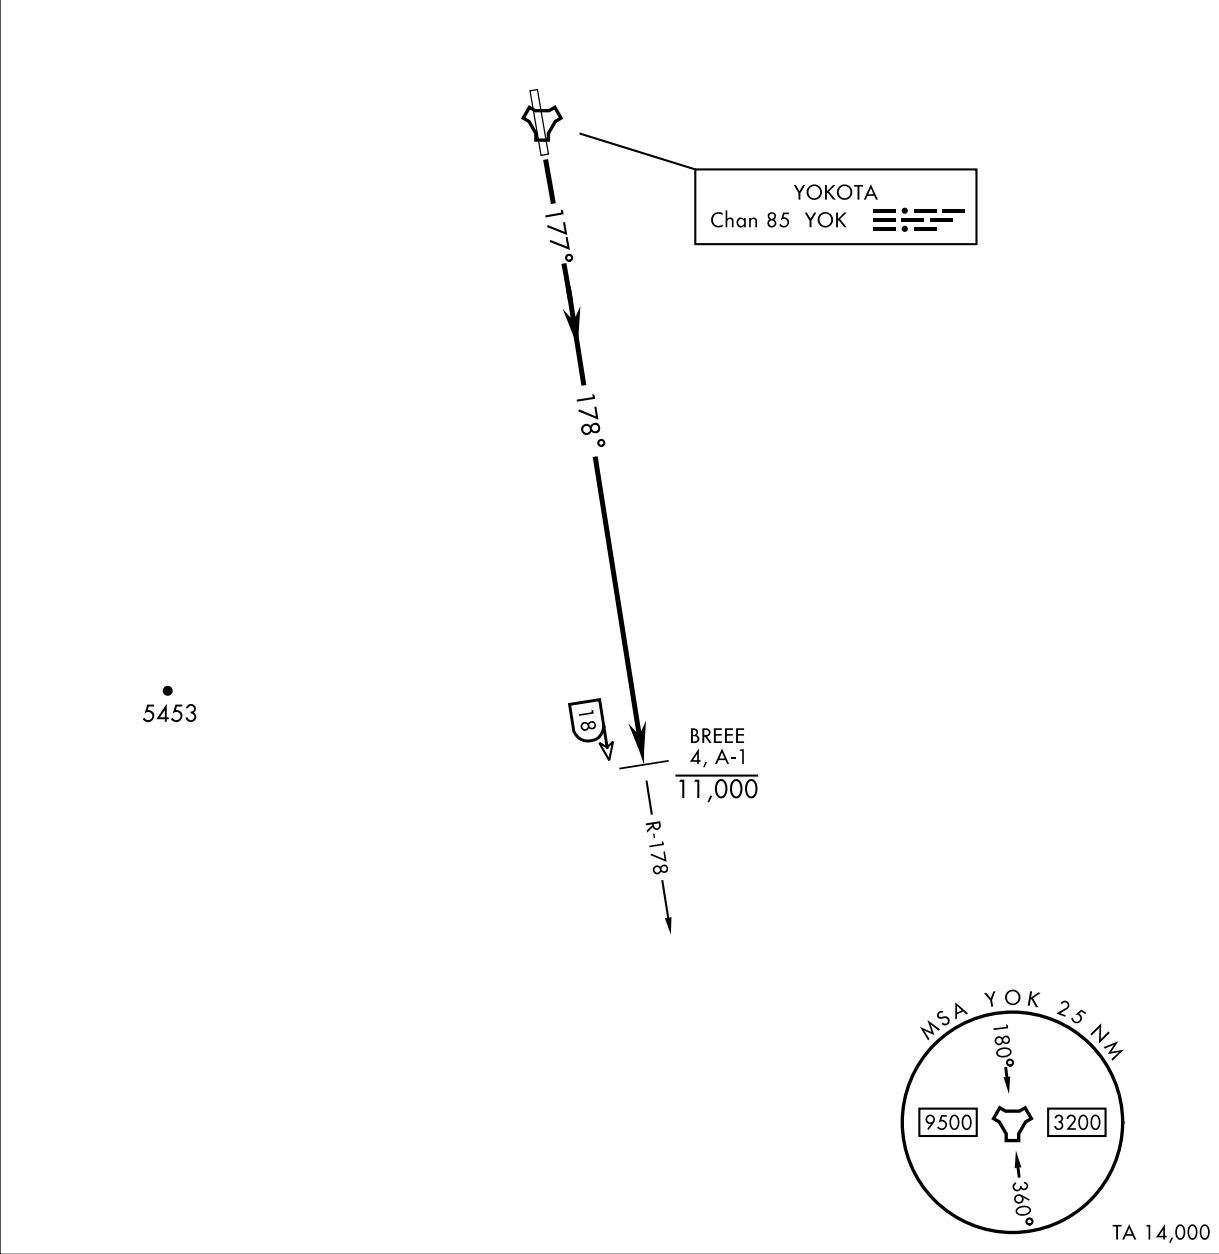 YOKOTA
Chan 85 YOK
177°
178°
5453
18
BREEE
4, A-1
11,000
R-178
MSA YOK 25 NM
180°
9500
3200
360°
TA 14,000